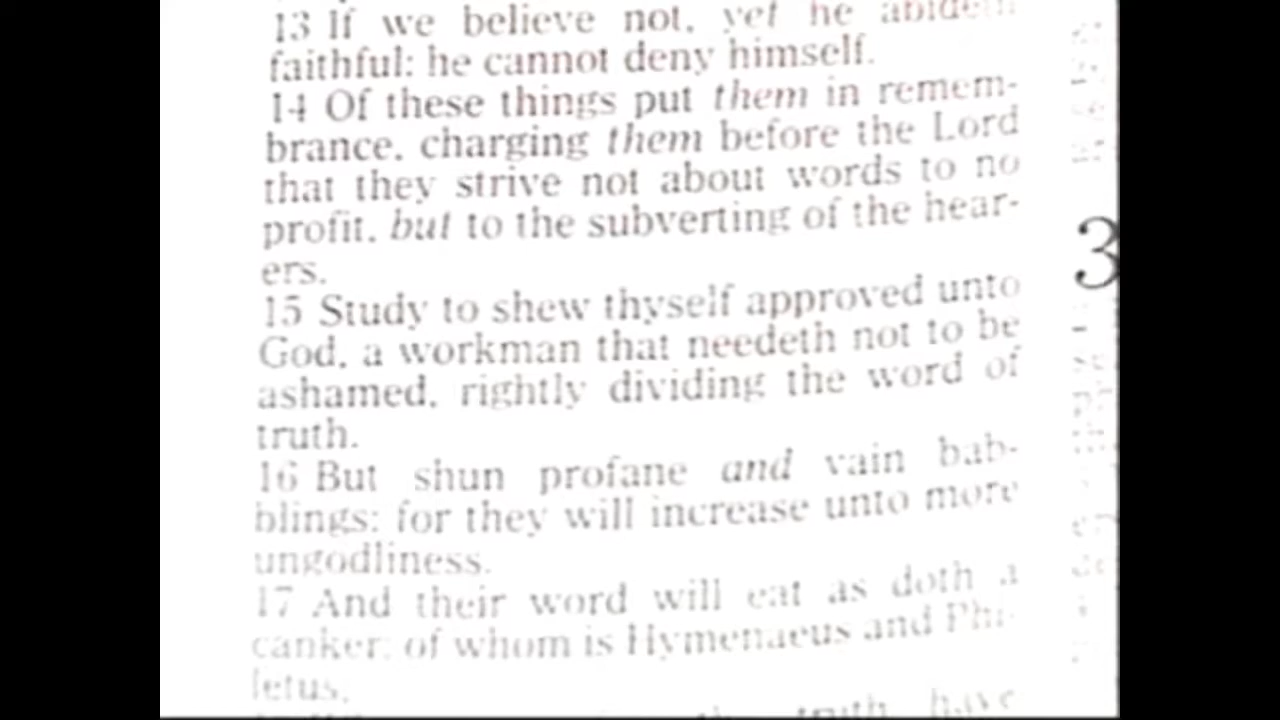 13 If we believe not, yet he abideth
faithful: he cannot deny himself.
14 Of these things put them in remem-
brance, charging them before the Lord
that they strive not about words to no
profit, but to the subverting of the hear-
ers.
15 Study to shew thyself approved unto
God, a workman that needeth not to be
ashamed, rightly dividing the word of
truth.
16 But shun profane and vain bab-
blings: for they will increase unto more
ungodliness.
17 And their word will eat as doth a
canker: of whom is Hymenaeus and Phi-
letus,
truth have
3